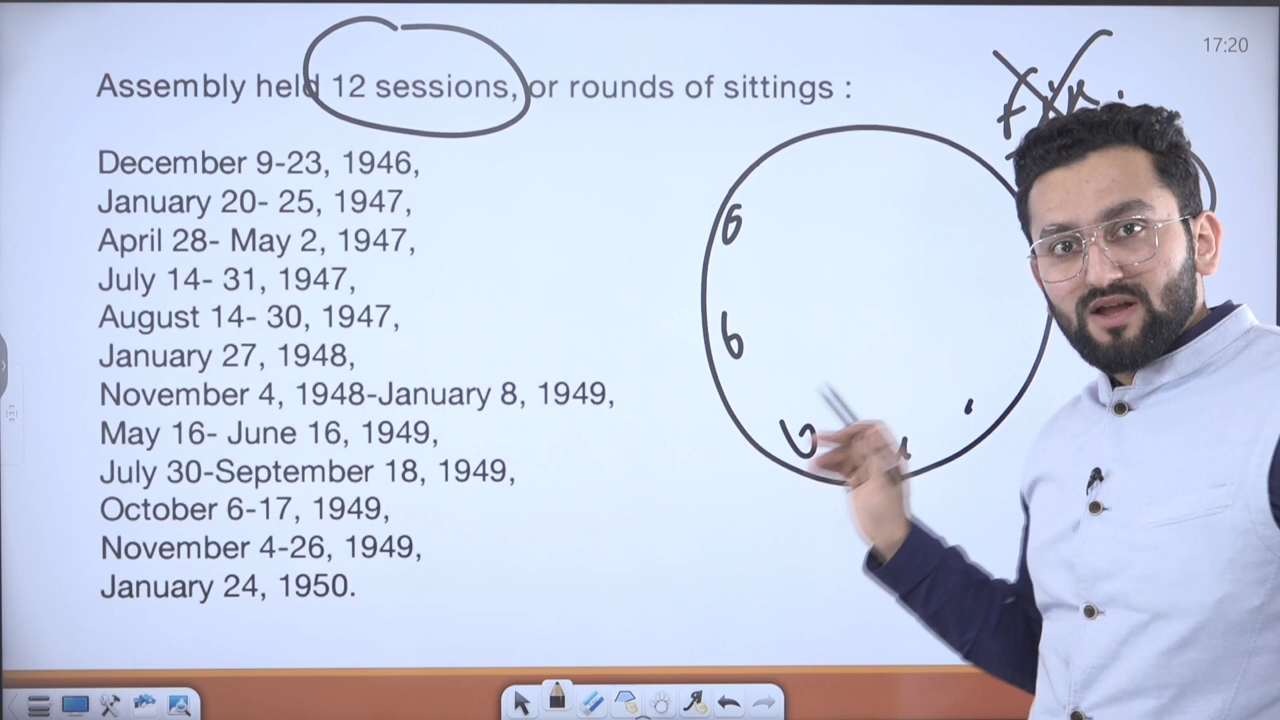 17:20
Assembly held 12 sessions, or rounds of sittings :
December 9-23, 1946,
January 20- 25, 1947,
April 28- May 2, 1947,
July 14- 31, 1947,
August 14- 30, 1947,
January 27, 1948,
November 4, 1948-January 8, 1949,
May 16- June 16, 1949,
July 30-September 18, 1949,
October 6-17, 1949,
November 4-26, 1949,
January 24, 1950.